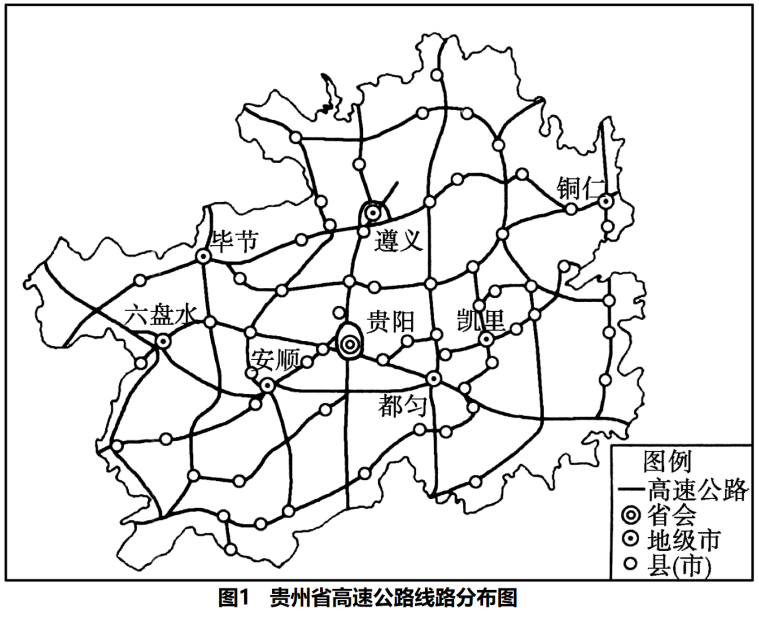 铜仁
毕节
遵义
六盘水
贵阳
凯里
安顺
都匀
图例
高速公路
省会
地级市
县(市)
图1 贵州省高速公路线路分布图